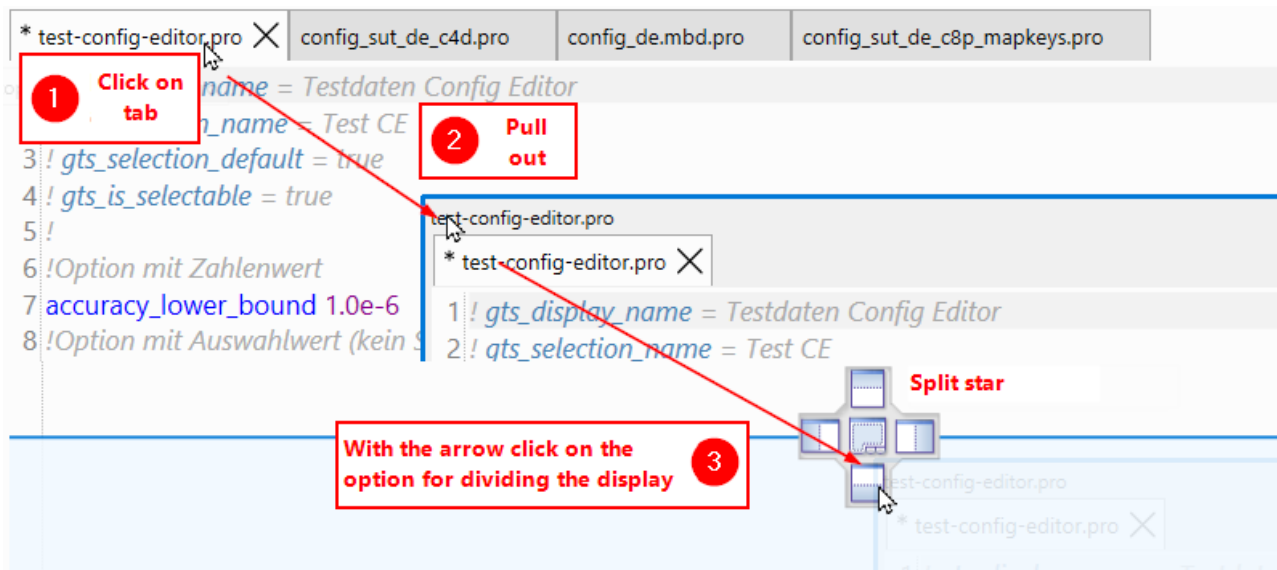 * test-config-editor.pro
config_sut_de_c4d.pro
config_de.mbd.pro
config_sut_de_c8p_mapkeys.pro
1 Click on
tab
name = Testdaten Config Editor
n_name = Test CE
3 ! gts_selection_default = true
4 ! gts_is_selectable = true
5 !
6 !Option mit Zahlenwert
7 accuracy_lower_bound 1.0e-6
8 !Option mit Auswahlwert (kein S
2 Pull
out
test-config-editor.pro
* test-config-editor.pro
1 ! gts_display_name = Testdaten Config Editor
2 ! gts_selection_name = Test CE
Split star
With the arrow click on the
option for dividing the display 3
test-config-editor.pro
* test-config-editor.pro